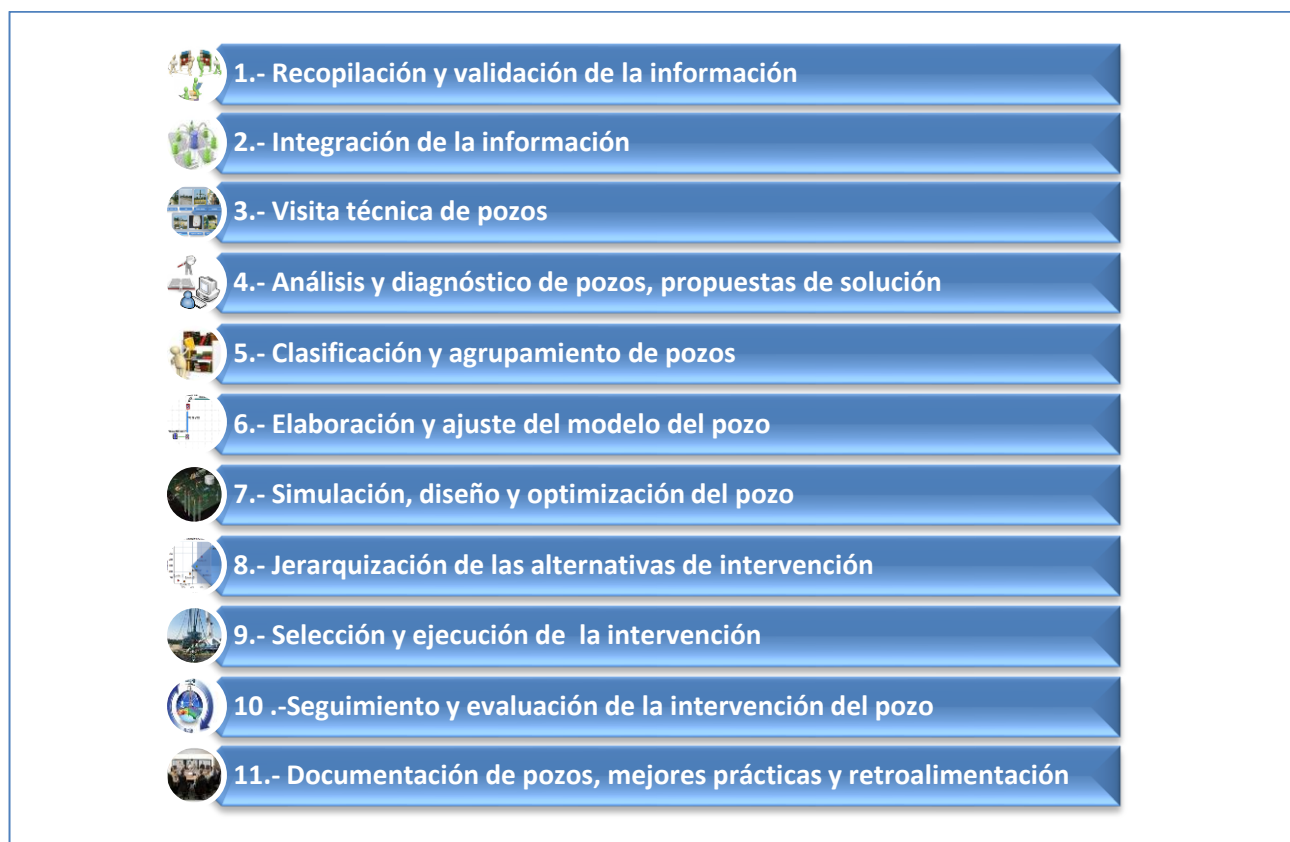 1.- Recopilación y validación de la información
2.- Integración de la información
3.- Visita técnica de pozos
4.- Análisis y diagnóstico de pozos, propuestas de solución
5.- Clasificación y agrupamiento de pozos
6.- Elaboración y ajuste del modelo del pozo
7.- Simulación, diseño y optimización del pozo
8.- Jerarquización de las alternativas de intervención
9.- Selección y ejecución de  la intervención
10 .-Seguimiento y evaluación de la intervención del pozo
11.- Documentación de pozos, mejores prácticas y retroalimentación